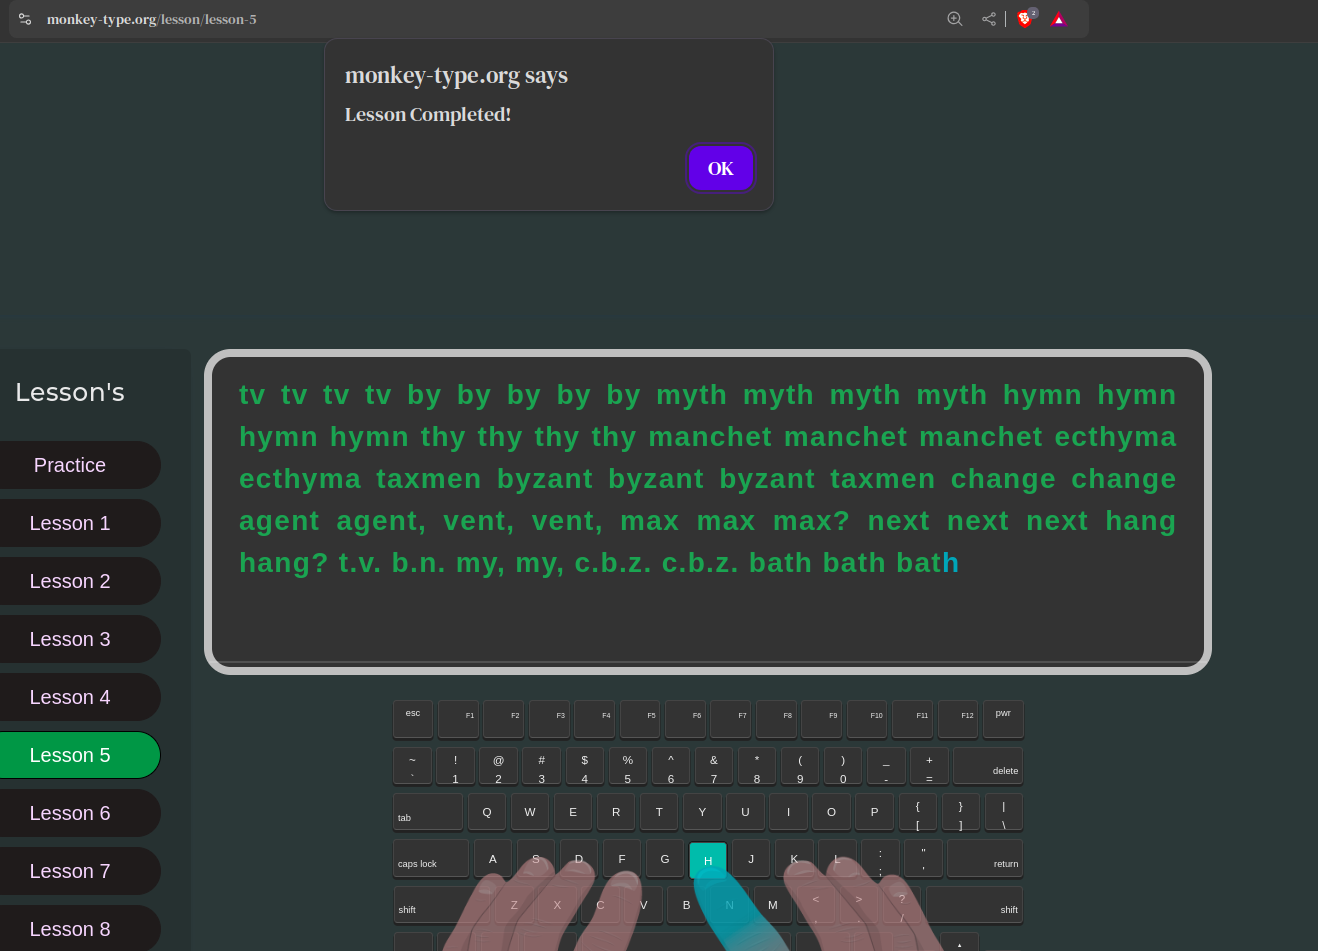 monkey-type.org/lesson/lesson-5
2
monkey-type.org says
Lesson Completed!
OK
Lesson's
Practice
Lesson 1
Lesson 2
Lesson 3
Lesson 4
Lesson 5
Lesson 6
Lesson 7
Lesson 8
tv tv tv tv by by by by by myth myth myth myth hymn hymn
hymn hymn thy thy thy thy manchet manchet manchet ecthyma
ecthyma taxmen byzant byzant byzant taxmen change change
agent agent, vent, vent, max max max? next next next hang
hang? t.v. b.n. my, my, c.b.z. c.b.z. bath bath bath
esc F1 F2 F3 F4 F5 F6 F7 F8 F9 F10 F11 F12 pwr
~ ! @ # $ % ^ & * ( ) _ +
` 1 2 3 4 5 6 7 8 9 0 - = delete
tab Q W E R T Y U I O P { } |
[ ] \
caps lock A S D F G H J K L : " return
; '
shift Z X C V B N M < > ? shift
, . /